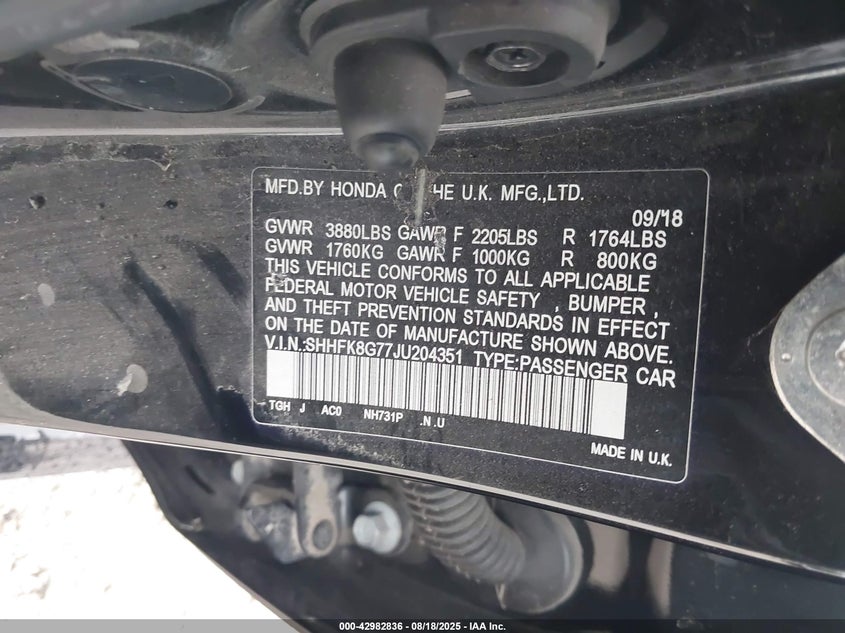 MFD.BY HONDA O THE U.K. MFG.,LTD.
09/18
GVWR 3880LBS GAWR F 2205LBS R 1764LBS
GVWR 1760KG GAWR F 1000KG R 800KG
THIS VEHICLE CONFORMS TO ALL APPLICABLE
FEDERAL MOTOR VEHICLE SAFETY , BUMPER ,
AND THEFT PREVENTION STANDARDS IN EFFECT
ON THE DATE OF MANUFACTURE SHOWN ABOVE.
V.I.N.:SHHFK8G77JU204351 TYPE:PASSENGER CAR
TGH J AC0 NH731P .N .U
MADE IN U.K.
000-42982836 - 08/18/2025 - IAA Inc.